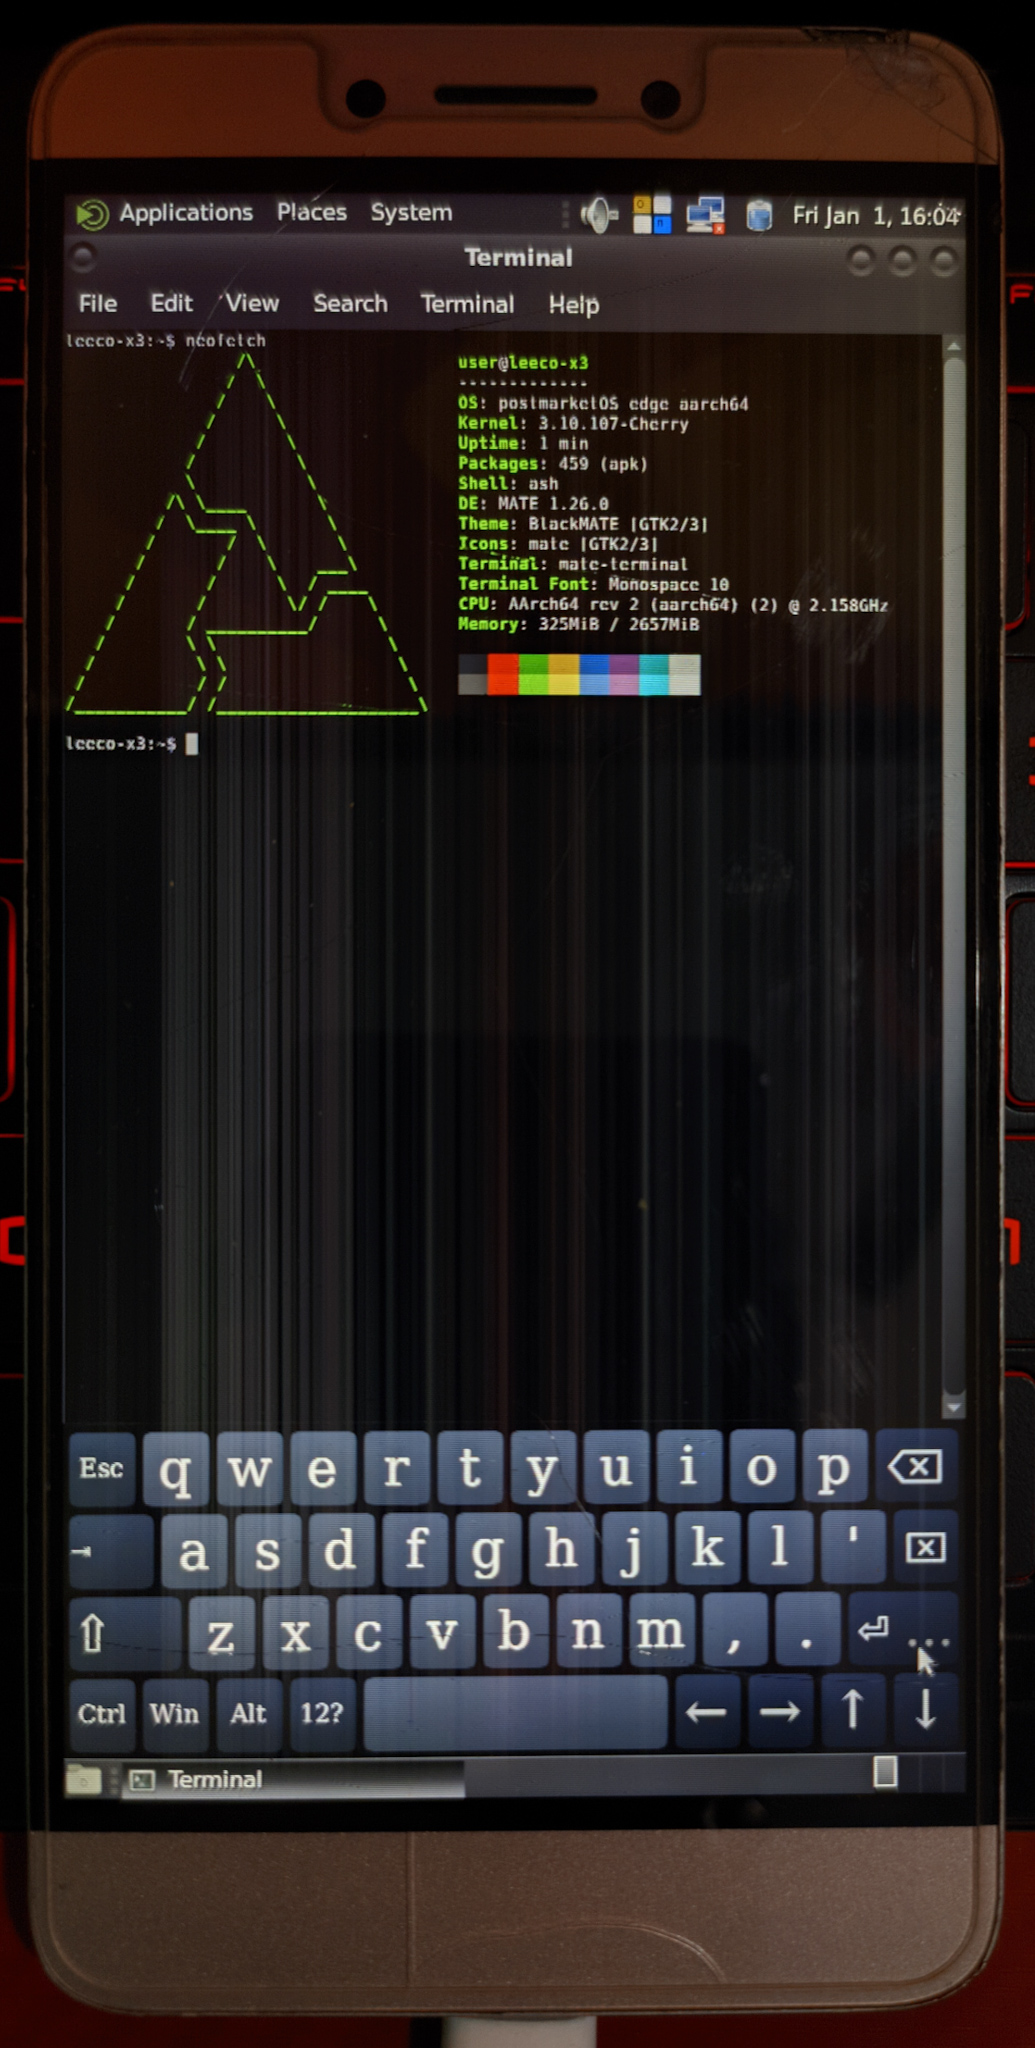 Applications Places System Fri Jan 1, 16:04
Terminal
File Edit View Search Terminal Help
leeco-x3:~$ neofetch
user@leeco-x3
-------------
OS: postmarketOS edge aarch64
Kernel: 3.10.107-Cherry
Uptime: 1 min
Packages: 459 (apk)
Shell: ash
DE: MATE 1.26.0
Theme: BlackMATE [GTK2/3]
Icons: mate [GTK2/3]
Terminal: mate-terminal
Terminal Font: Monospace 10
CPU: AArch64 rev 2 (aarch64) (2) @ 2.158GHz
Memory: 325MiB / 2657MiB
leeco-x3:~$
Esc q w e r t y u i o p
a s d f g h j k l '
z x c v b n m , . ...
Ctrl Win Alt 12? ← → ↑ ↓
Terminal